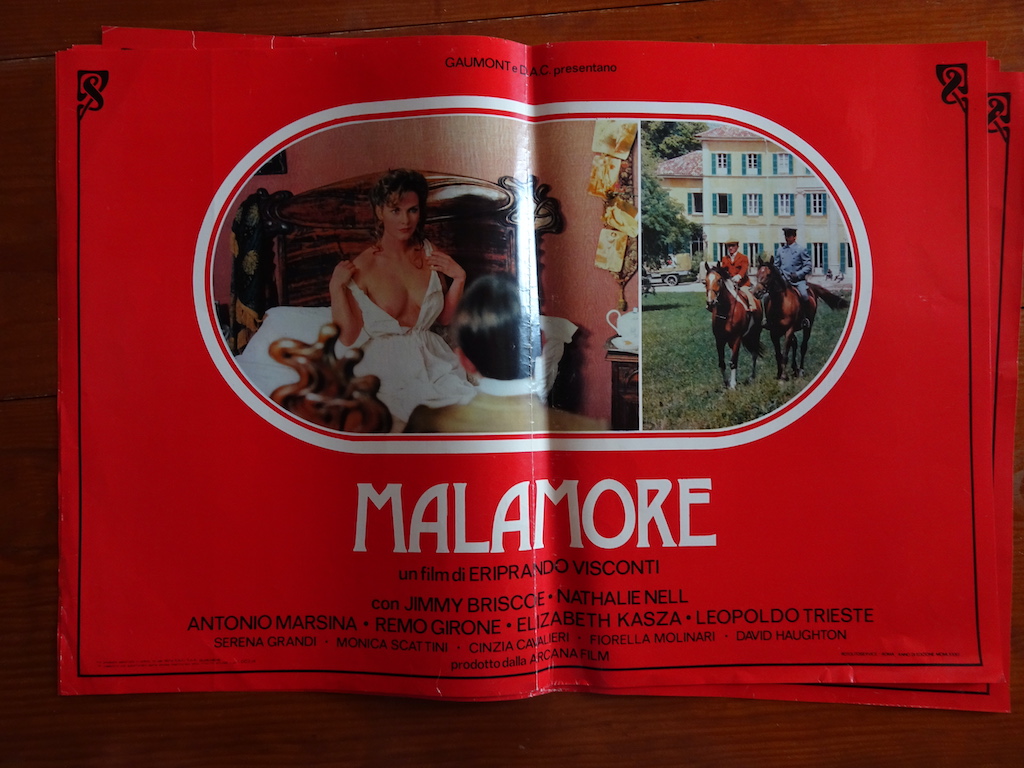 GAUMONT e D.A.C. presentano
MALAMORE
un film di ERIPRANDO VISCONTI
con JIMMY BRISCOE • NATHALIE NELL
ANTONIO MARSINA • REMO GIRONE • ELIZABETH KASZA • LEOPOLDO TRIESTE
SERENA GRANDI • MONICA SCATTINI • CINZIA CAVALIERI • FIORELLA MOLINARI • DAVID HAUGHTON
prodotto dalla ARCANA FILM